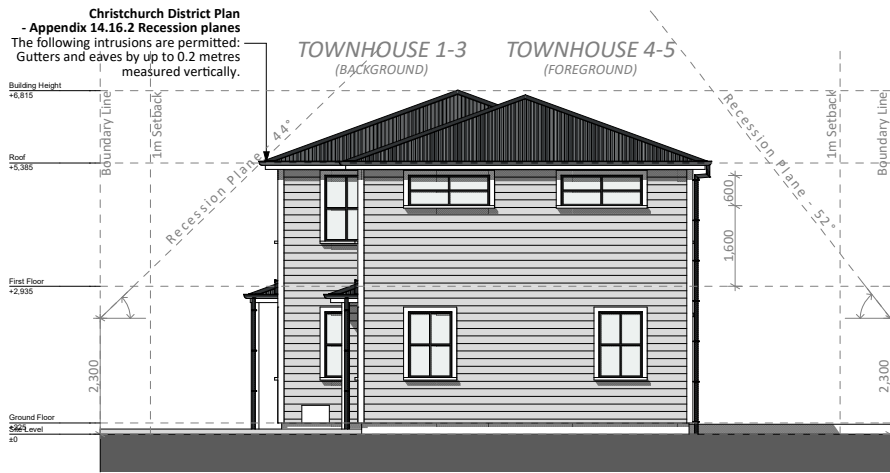 Christchurch District Plan
- Appendix 14.16.2 Recession planes
The following intrusions are permitted:
Gutters and eaves by up to 0.2 metres
measured vertically.
TOWNHOUSE 1-3
(BACKGROUND)
TOWNHOUSE 4-5
(FOREGROUND)
Building Height
+6,815
Roof
+5,385
First Floor
+2,935
Ground Floor
+225
Site Level
±0
Boundary Line
1m Setback
Recession Plane - 44°
Recession Plane - 52°
1m Setback
Boundary Line
600
1,600
2,300
2,300